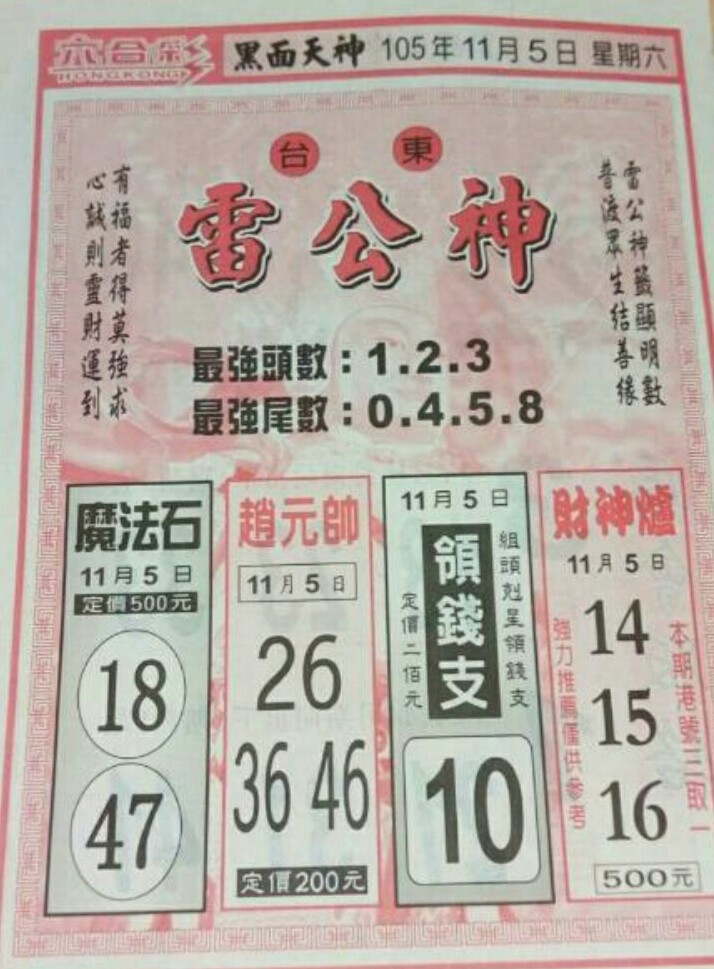 六合彩 HONGKONG 黑面天神 105年11月5日 星期六
台東
雷公神
雷公神籤顯明數
普渡眾生結善緣
有福者得莫強求
心誠則靈財運到
最強頭數：1.2.3
最強尾數：0.4.5.8
魔法石
11月5日
定價500元
18
47
趙元帥
11月5日
26
36 46
定價200元
11月5日
組頭剋星領錢支
領錢支
定價二佰元
10
財神爐
11月5日
本期港號三取一
14
15
16
強力推薦僅供參考
500元